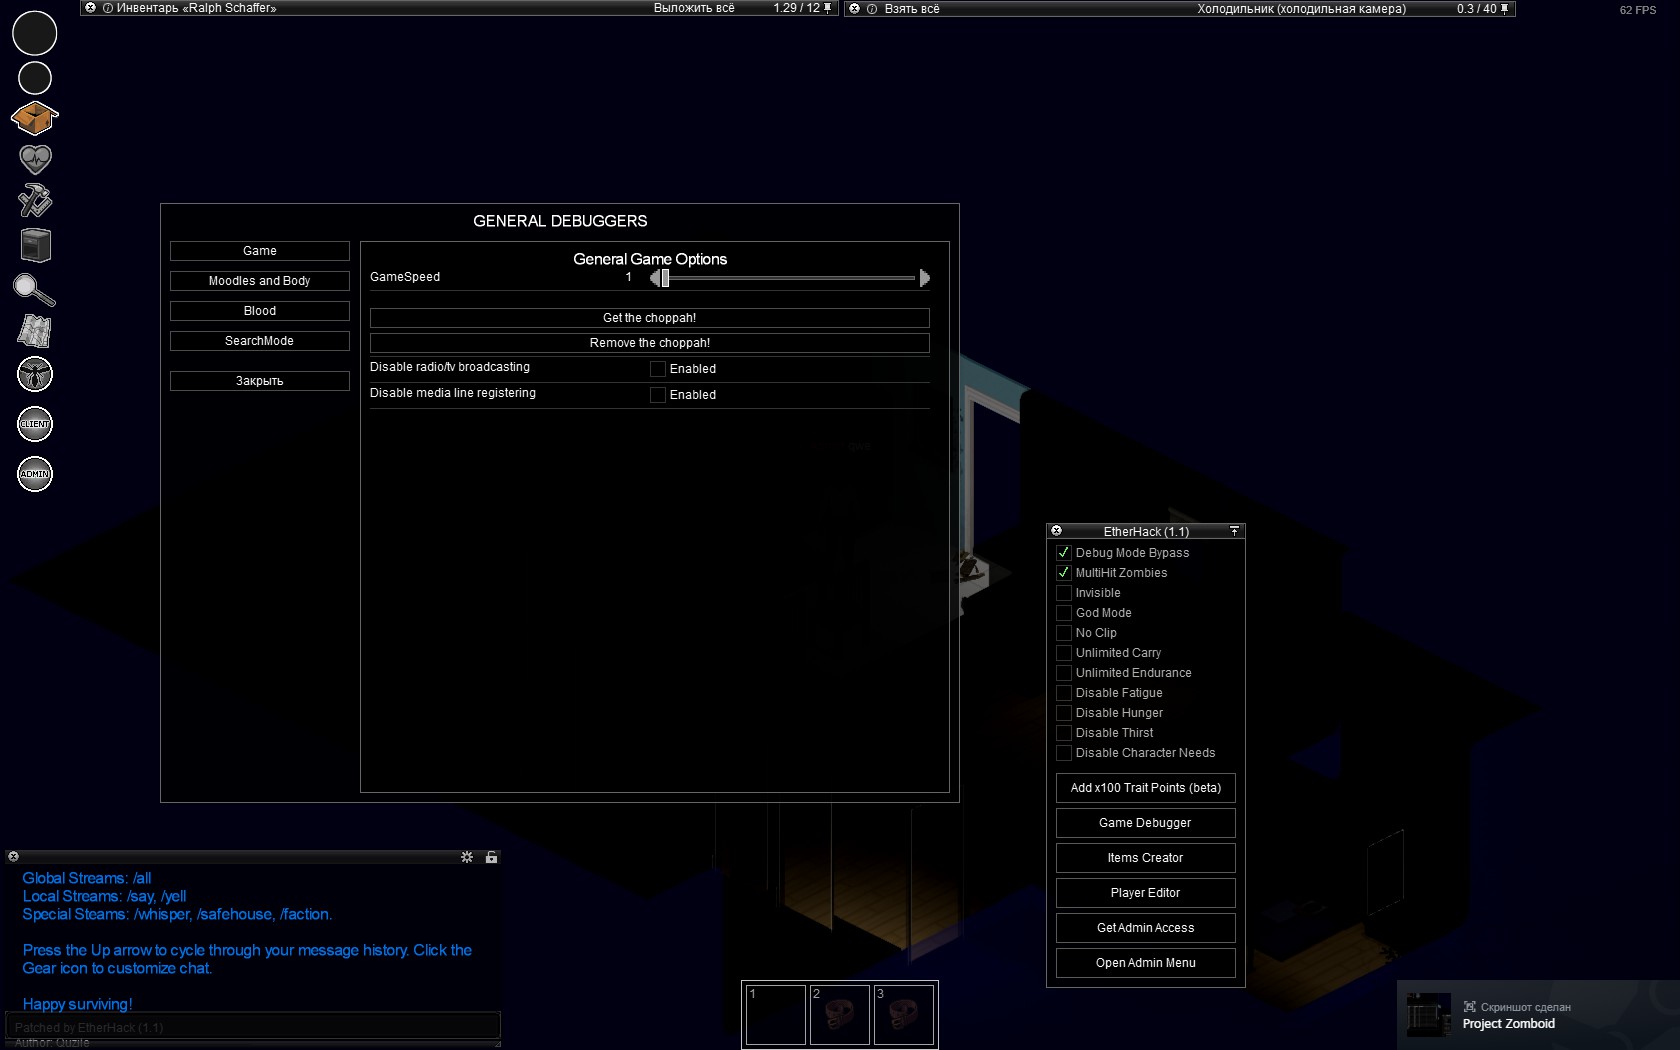 Инвентарь «Ralph Schaffer» Выложить всё 1.29 / 12
Взять всё Холодильник (холодильная камера) 0.3 / 40
62 FPS
GENERAL DEBUGGERS
Game
Moodles and Body
Blood
SearchMode
Закрыть
General Game Options
GameSpeed 1
Get the choppah!
Remove the choppah!
Disable radio/tv broadcasting Enabled
Disable media line registering Enabled
CLIENT
ADMIN
EtherHack (1.1)
Debug Mode Bypass
MultiHit Zombies
Invisible
God Mode
No Clip
Unlimited Carry
Unlimited Endurance
Disable Fatigue
Disable Hunger
Disable Thirst
Disable Character Needs
Add x100 Trait Points (beta)
Game Debugger
Items Creator
Player Editor
Get Admin Access
Open Admin Menu
Global Streams: /all
Local Streams: /say, /yell
Special Steams: /whisper, /safehouse, /faction.
Press the Up arrow to cycle through your message history. Click the
Gear icon to customize chat.
Happy surviving!
Patched by EtherHack (1.1)
Author: Quzile
1 2 3
Скриншот сделан
Project Zomboid